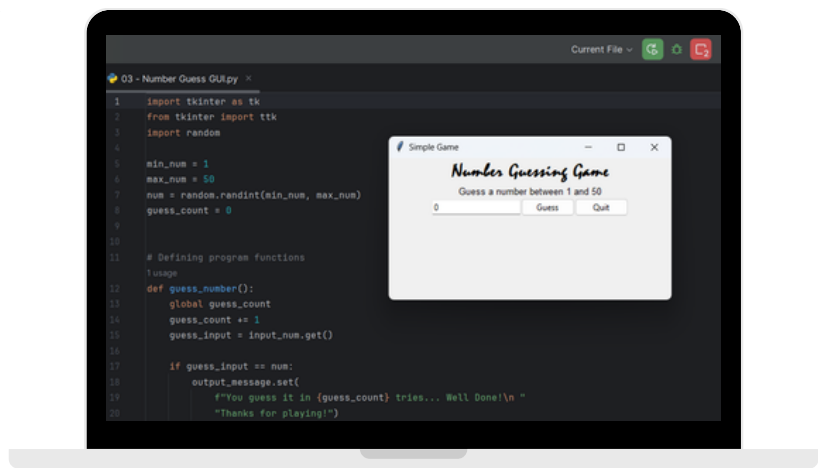 Current File
2
03 - Number Guess GUI.py
1 import tkinter as tk
2 from tkinter import ttk
3 import random
4
5 min_num = 1
6 max_num = 50
7 num = random.randint(min_num, max_num)
8 guess_count = 0
9
10
11 # Defining program functions
1 usage
12 def guess_number():
13 global guess_count
14 guess_count += 1
15 guess_input = input_num.get()
16
17 if guess_input == num:
18 output_message.set(
19 f"You guess it in {guess_count} tries... Well Done!\n "
20 "Thanks for playing!")
Simple Game
Number Guessing Game
Guess a number between 1 and 50
0 Guess Quit